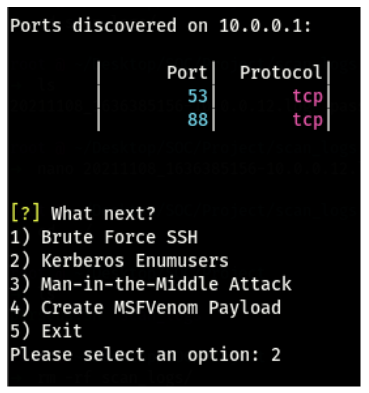 Ports discovered on 10.0.0.1:
| Port| Protocol|
| 53| tcp|
| 88| tcp|
[?] What next?
1) Brute Force SSH
2) Kerberos Enumusers
3) Man-in-the-Middle Attack
4) Create MSFVenom Payload
5) Exit
Please select an option: 2